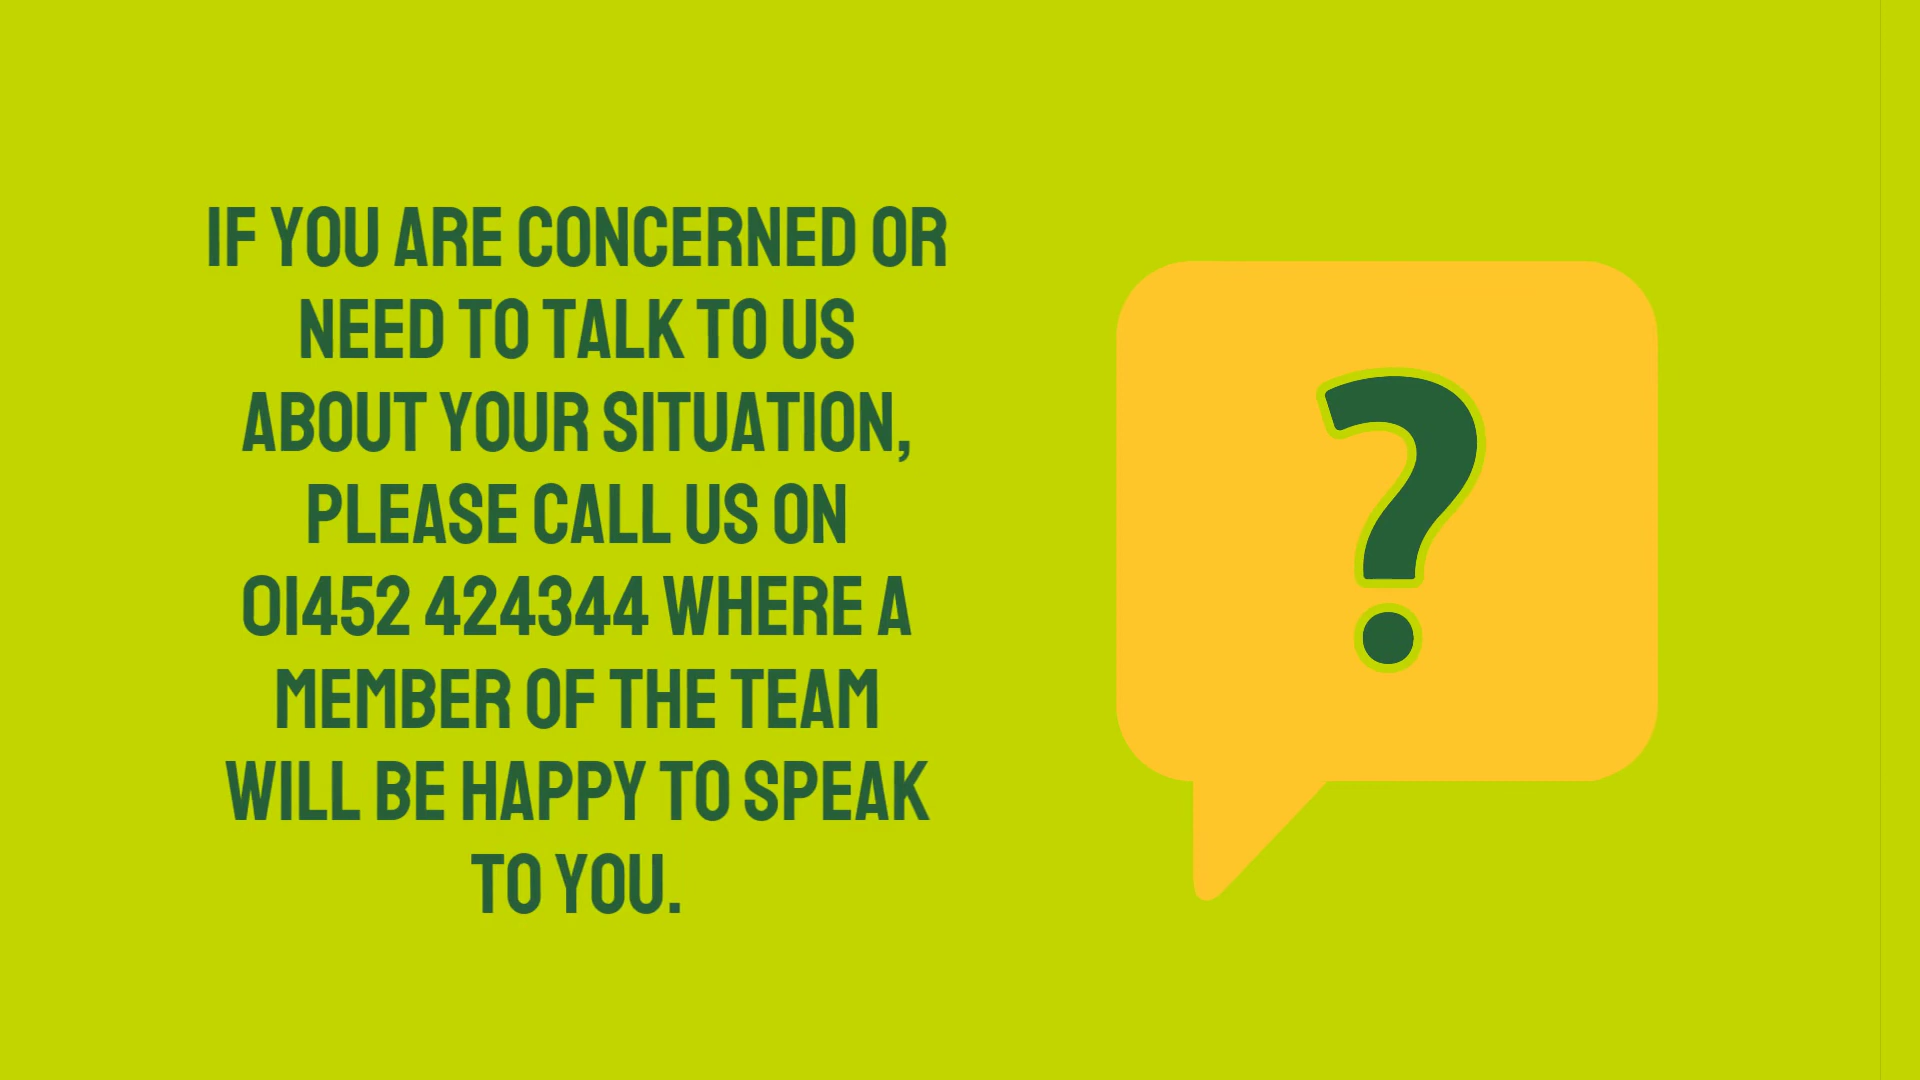 IF YOU ARE CONCERNED OR
NEED TO TALK TO US
ABOUT YOUR SITUATION,
PLEASE CALL US ON
01452 424344 WHERE A
MEMBER OF THE TEAM
WILL BE HAPPY TO SPEAK
TO YOU.
?